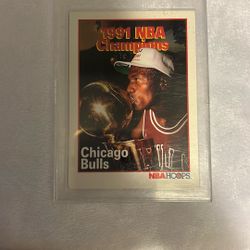 1991 NBA
Champions
Chicago
Bulls
NBA HOOPS